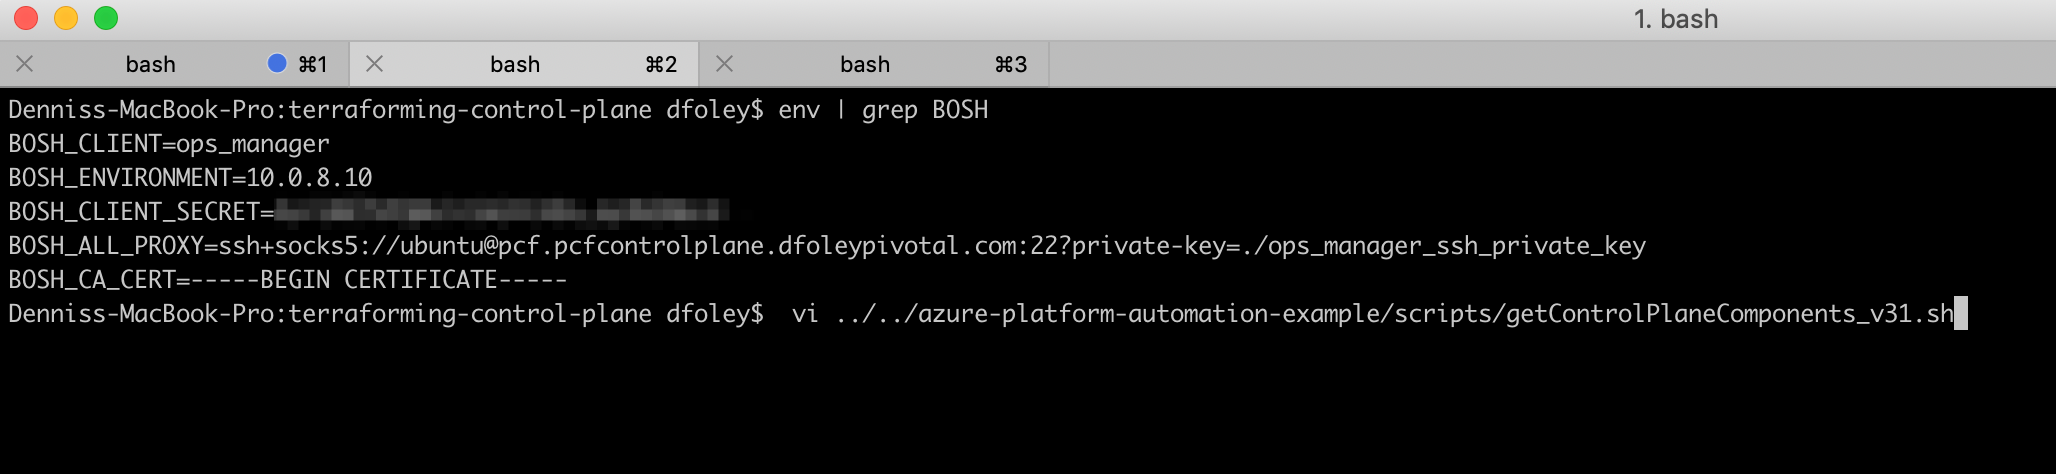 1. bash
bash ⌘1 bash ⌘2 bash ⌘3
Denniss-MacBook-Pro:terraforming-control-plane dfoley$ env | grep BOSH
BOSH_CLIENT=ops_manager
BOSH_ENVIRONMENT=10.0.8.10
BOSH_CLIENT_SECRET=
BOSH_ALL_PROXY=ssh+socks5://ubuntu@pcf.pcfcontrolplane.dfoleypivotal.com:22?private-key=./ops_manager_ssh_private_key
BOSH_CA_CERT=-----BEGIN CERTIFICATE-----
Denniss-MacBook-Pro:terraforming-control-plane dfoley$  vi ../../azure-platform-automation-example/scripts/getControlPlaneComponents_v31.sh